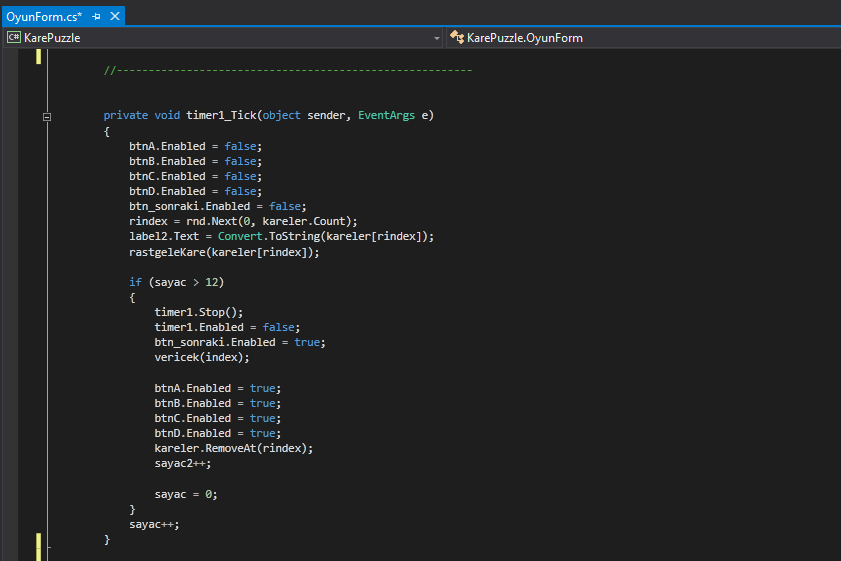 OyunForm.cs*
C# KarePuzzle KarePuzzle.OyunForm
//--------------------------------------------------------
private void timer1_Tick(object sender, EventArgs e)
{
btnA.Enabled = false;
btnB.Enabled = false;
btnC.Enabled = false;
btnD.Enabled = false;
btn_sonraki.Enabled = false;
rindex = rnd.Next(0, kareler.Count);
label2.Text = Convert.ToString(kareler[rindex]);
rastgeleKare(kareler[rindex]);
if (sayac > 12)
{
timer1.Stop();
timer1.Enabled = false;
btn_sonraki.Enabled = true;
vericek(index);
btnA.Enabled = true;
btnB.Enabled = true;
btnC.Enabled = true;
btnD.Enabled = true;
kareler.RemoveAt(rindex);
sayac2++;
sayac = 0;
}
sayac++;
}